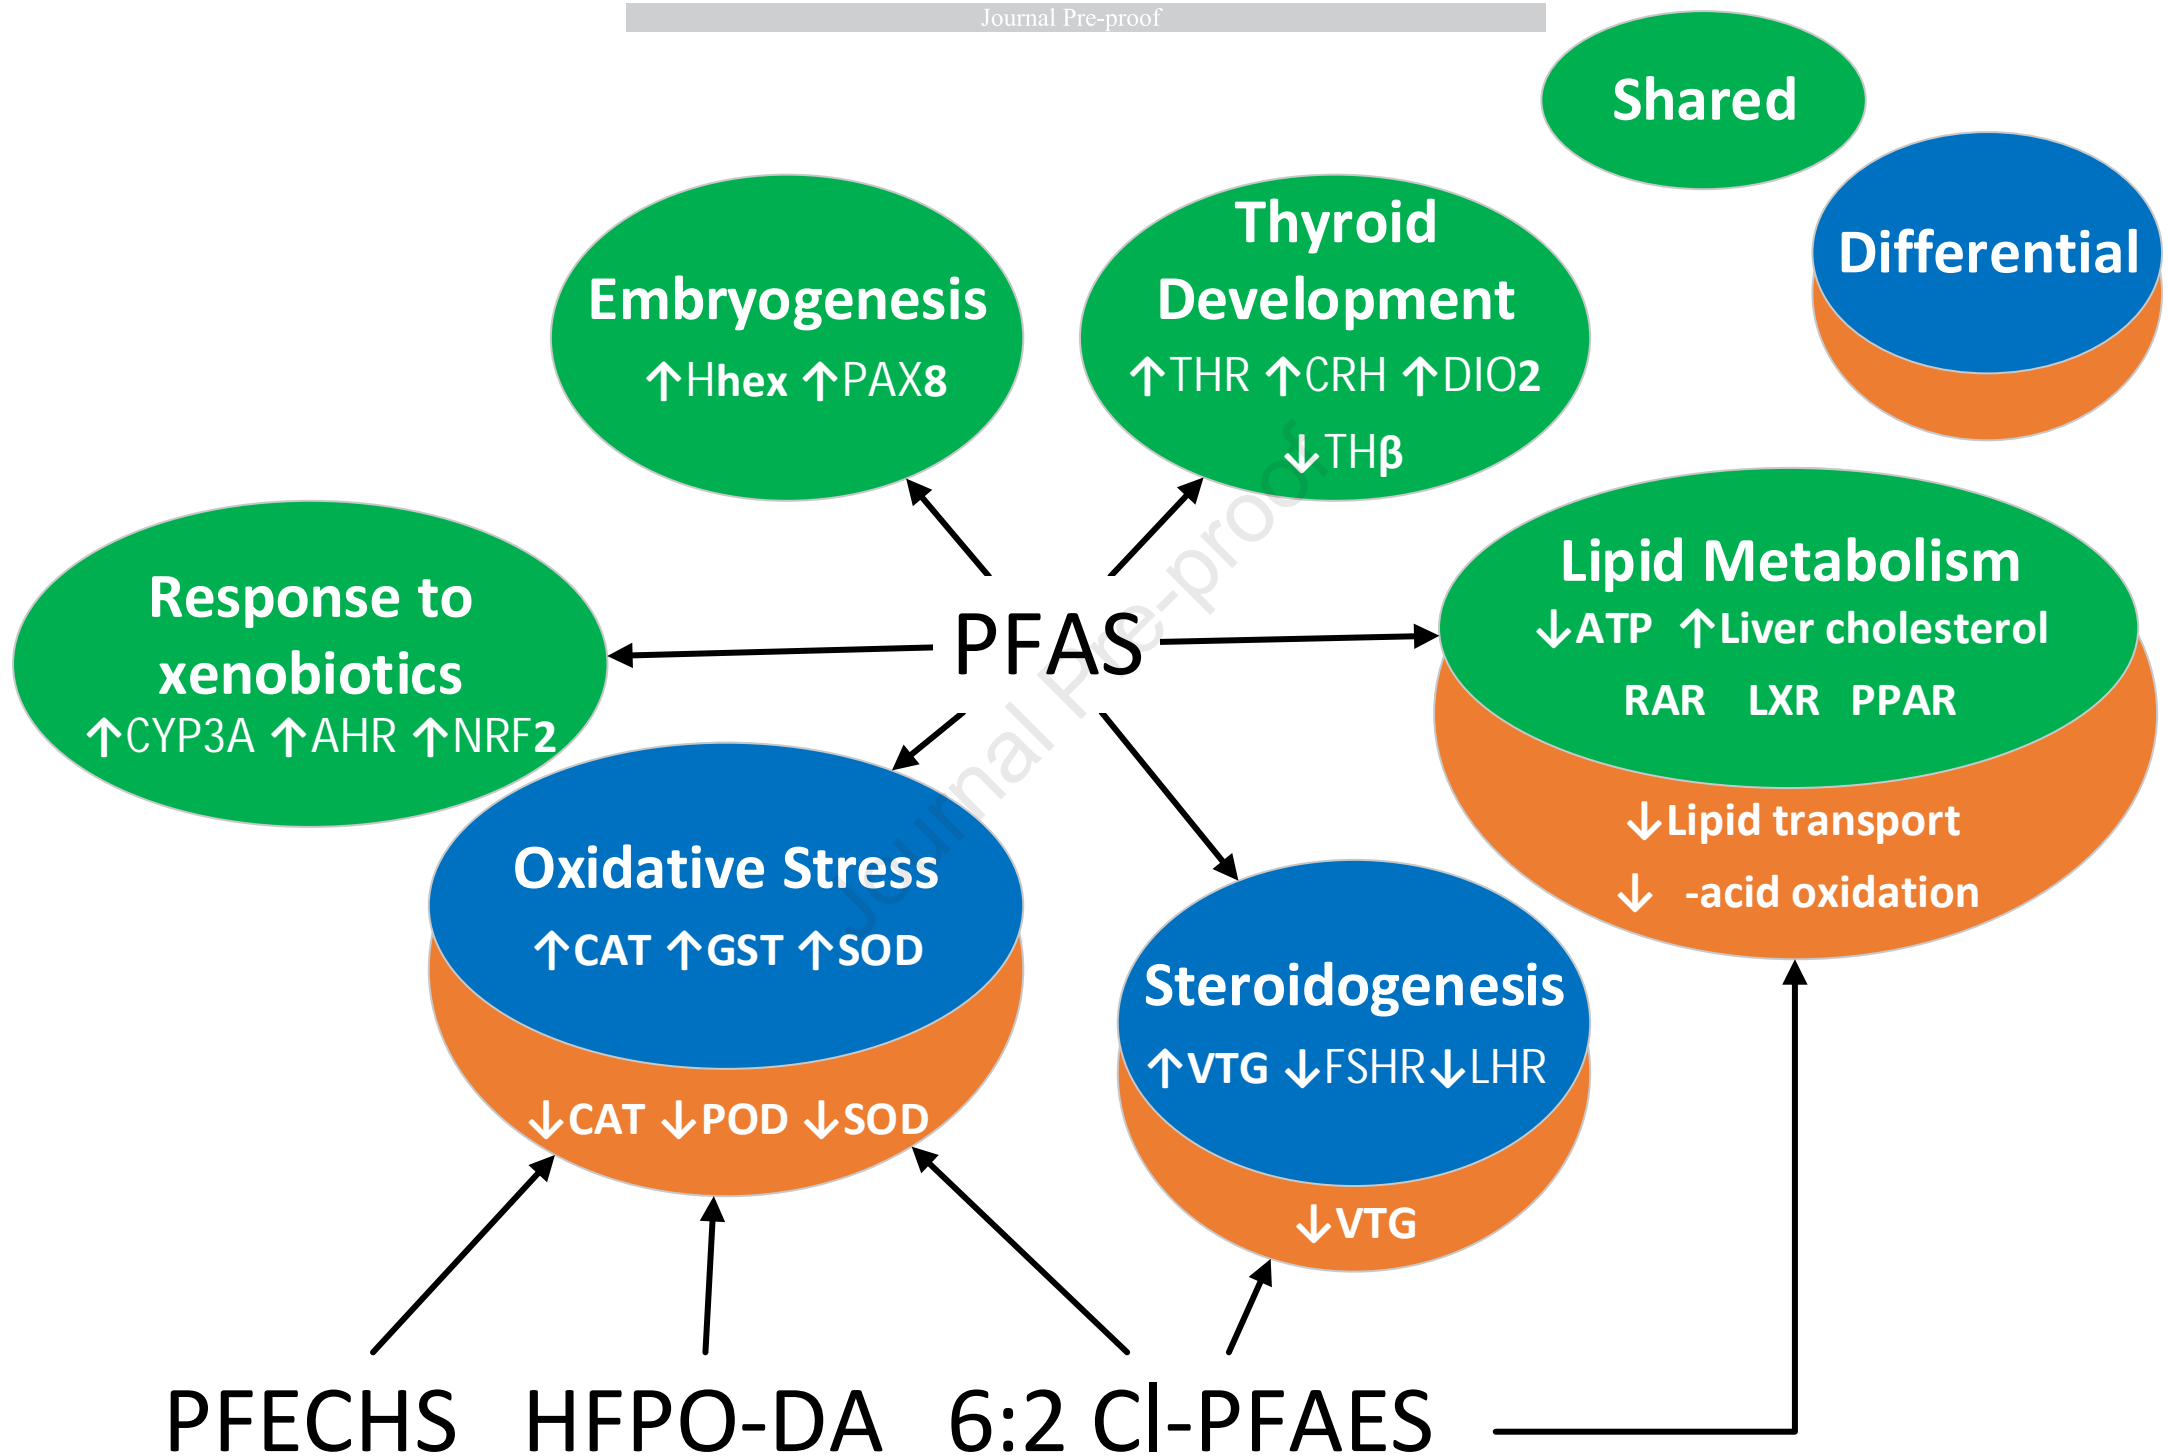 Journal Pre-proof
Shared
Differential
Embryogenesis
↑Hhex ↑PAX8
Thyroid
Development
↑THR ↑CRH ↑DIO2
↓THβ
Lipid Metabolism
↓ATP ↑Liver cholesterol
RAR LXR PPAR
↓Lipid transport
↓ -acid oxidation
Response to
xenobiotics
↑CYP3A ↑AHR ↑NRF2
PFAS
Oxidative Stress
↑CAT ↑GST ↑SOD
↓CAT ↓POD ↓SOD
Steroidogenesis
↑VTG ↓FSHR↓LHR
↓VTG
Journal Pre-proof
PFECHS HFPO-DA 6:2 Cl-PFAES